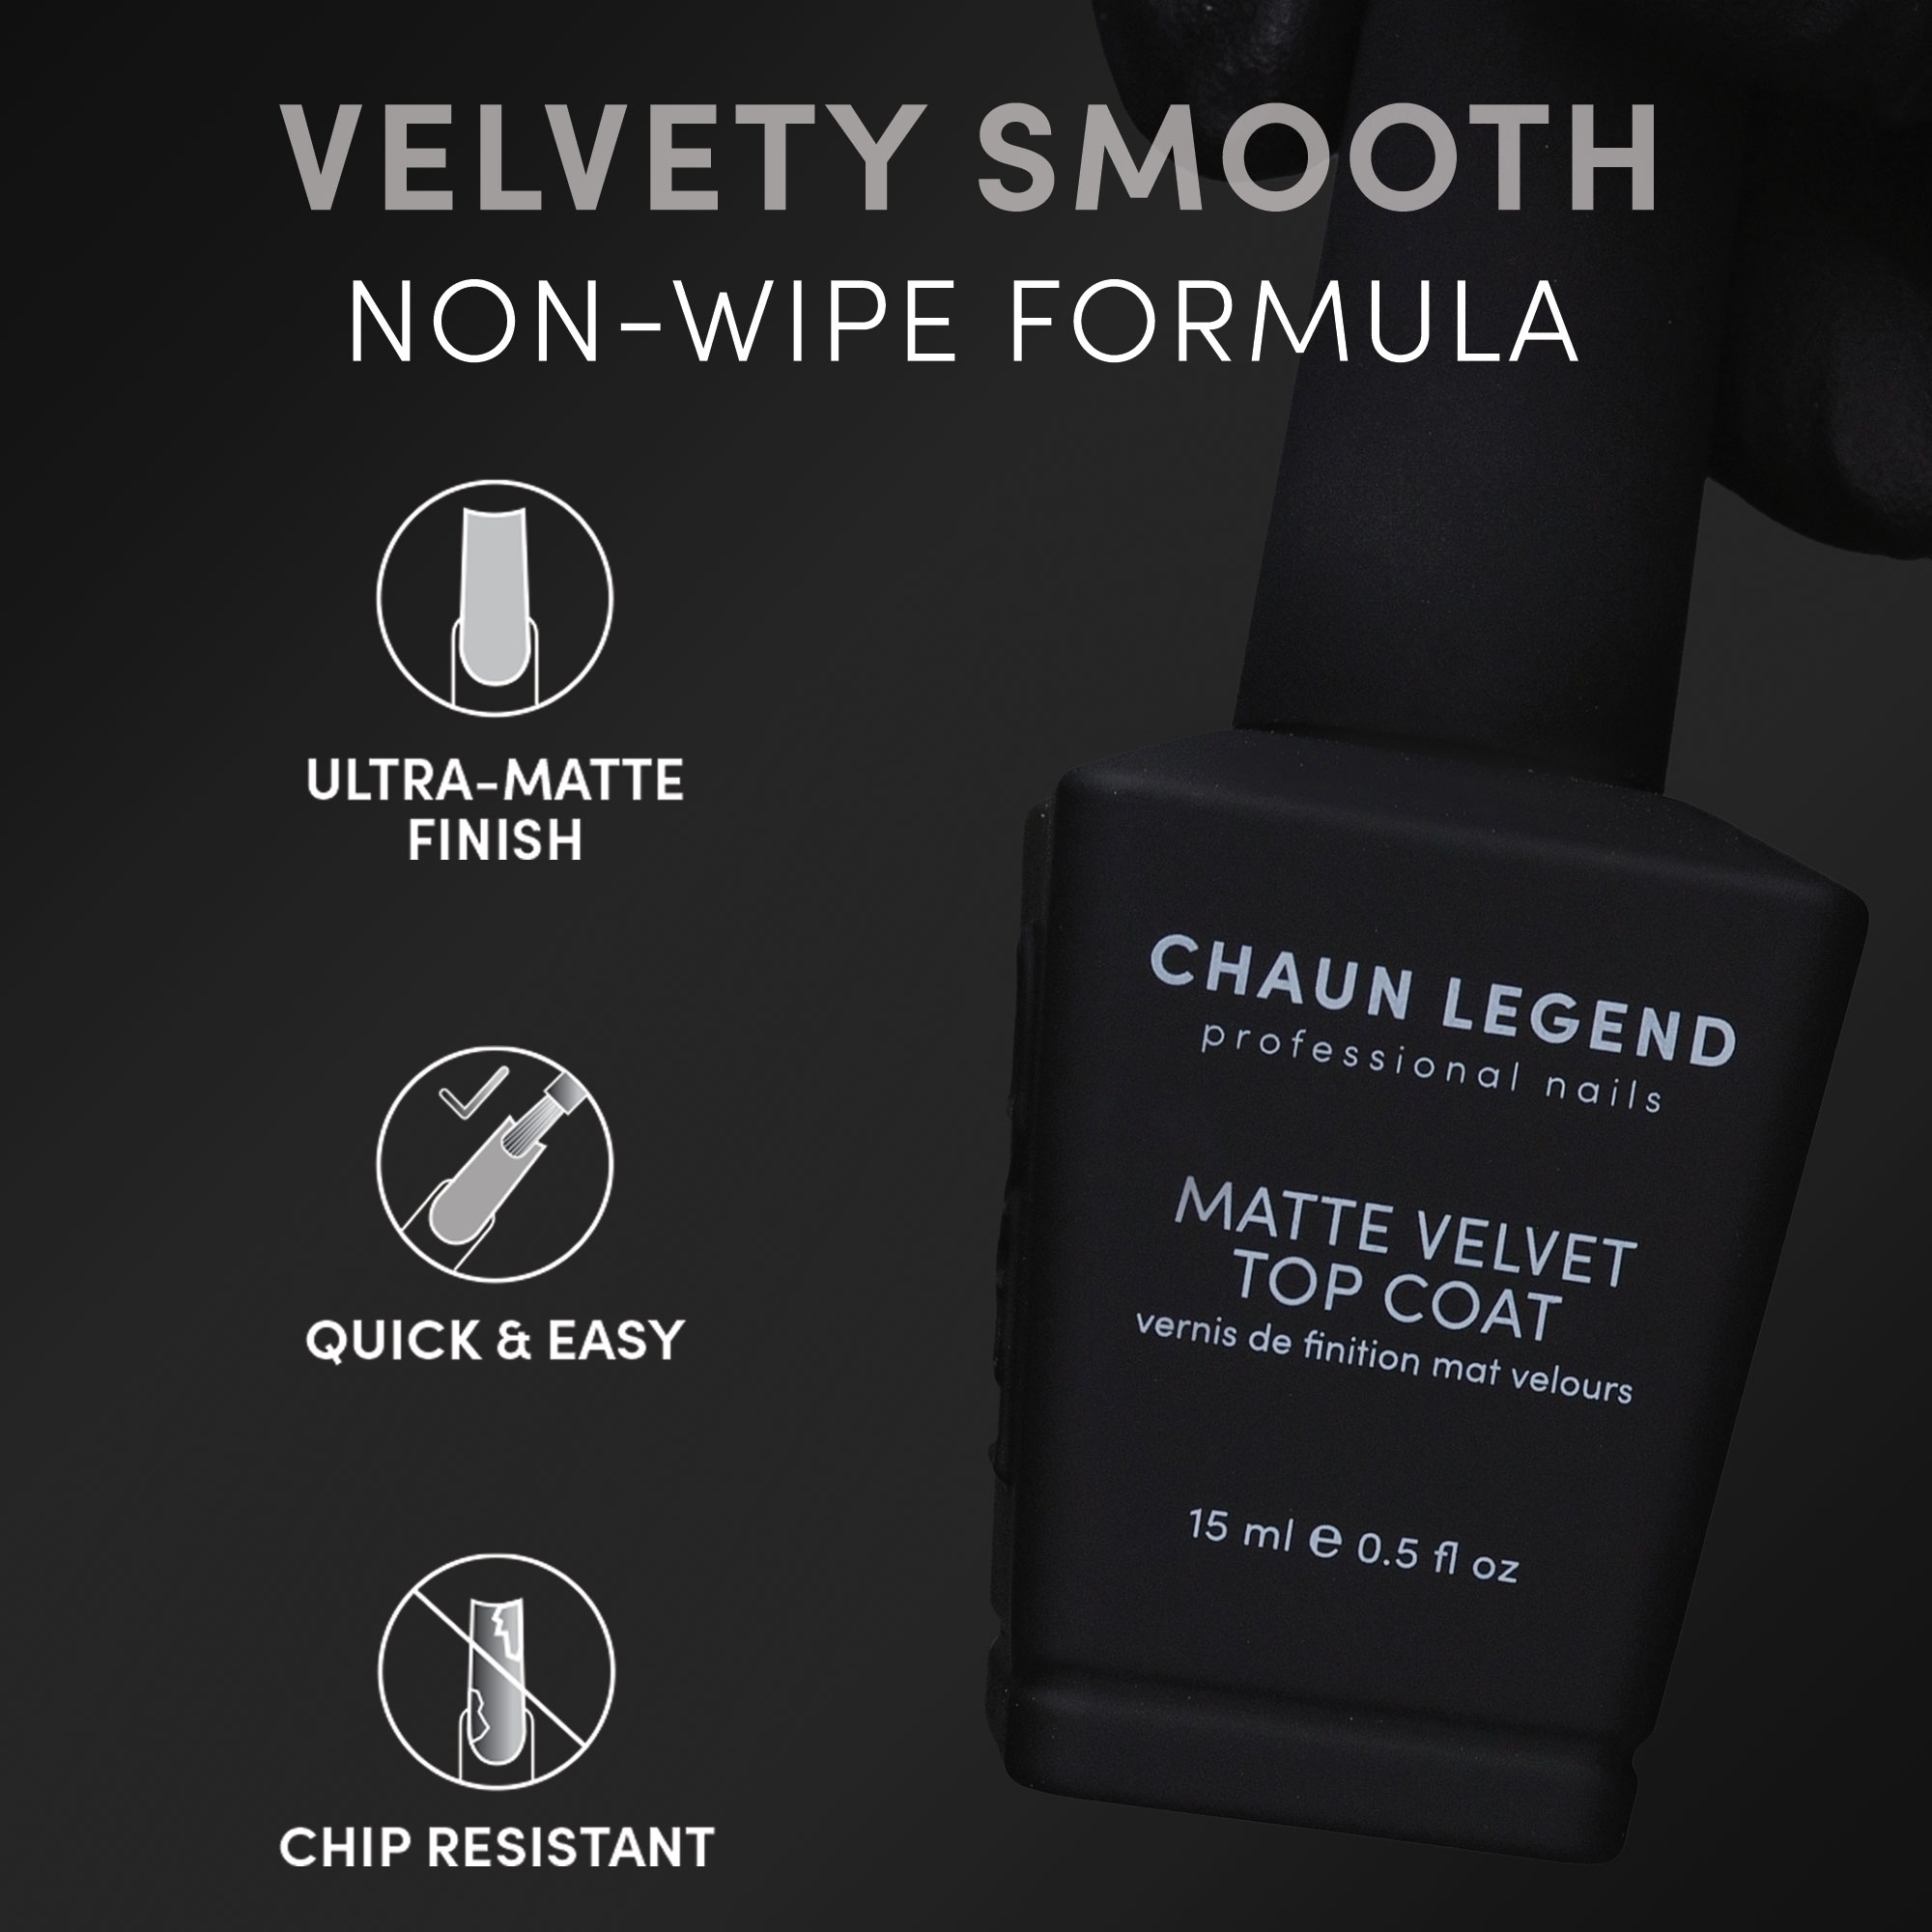 VELVETY SMOOTH
NON-WIPE FORMULA
ULTRA-MATTE
FINISH
QUICK & EASY
CHIP RESISTANT
CHAUN LEGEND
professional nails
MATTE VELVET
TOP COAT
vernis de finition mat velours
15 ml e 0.5 fl oz